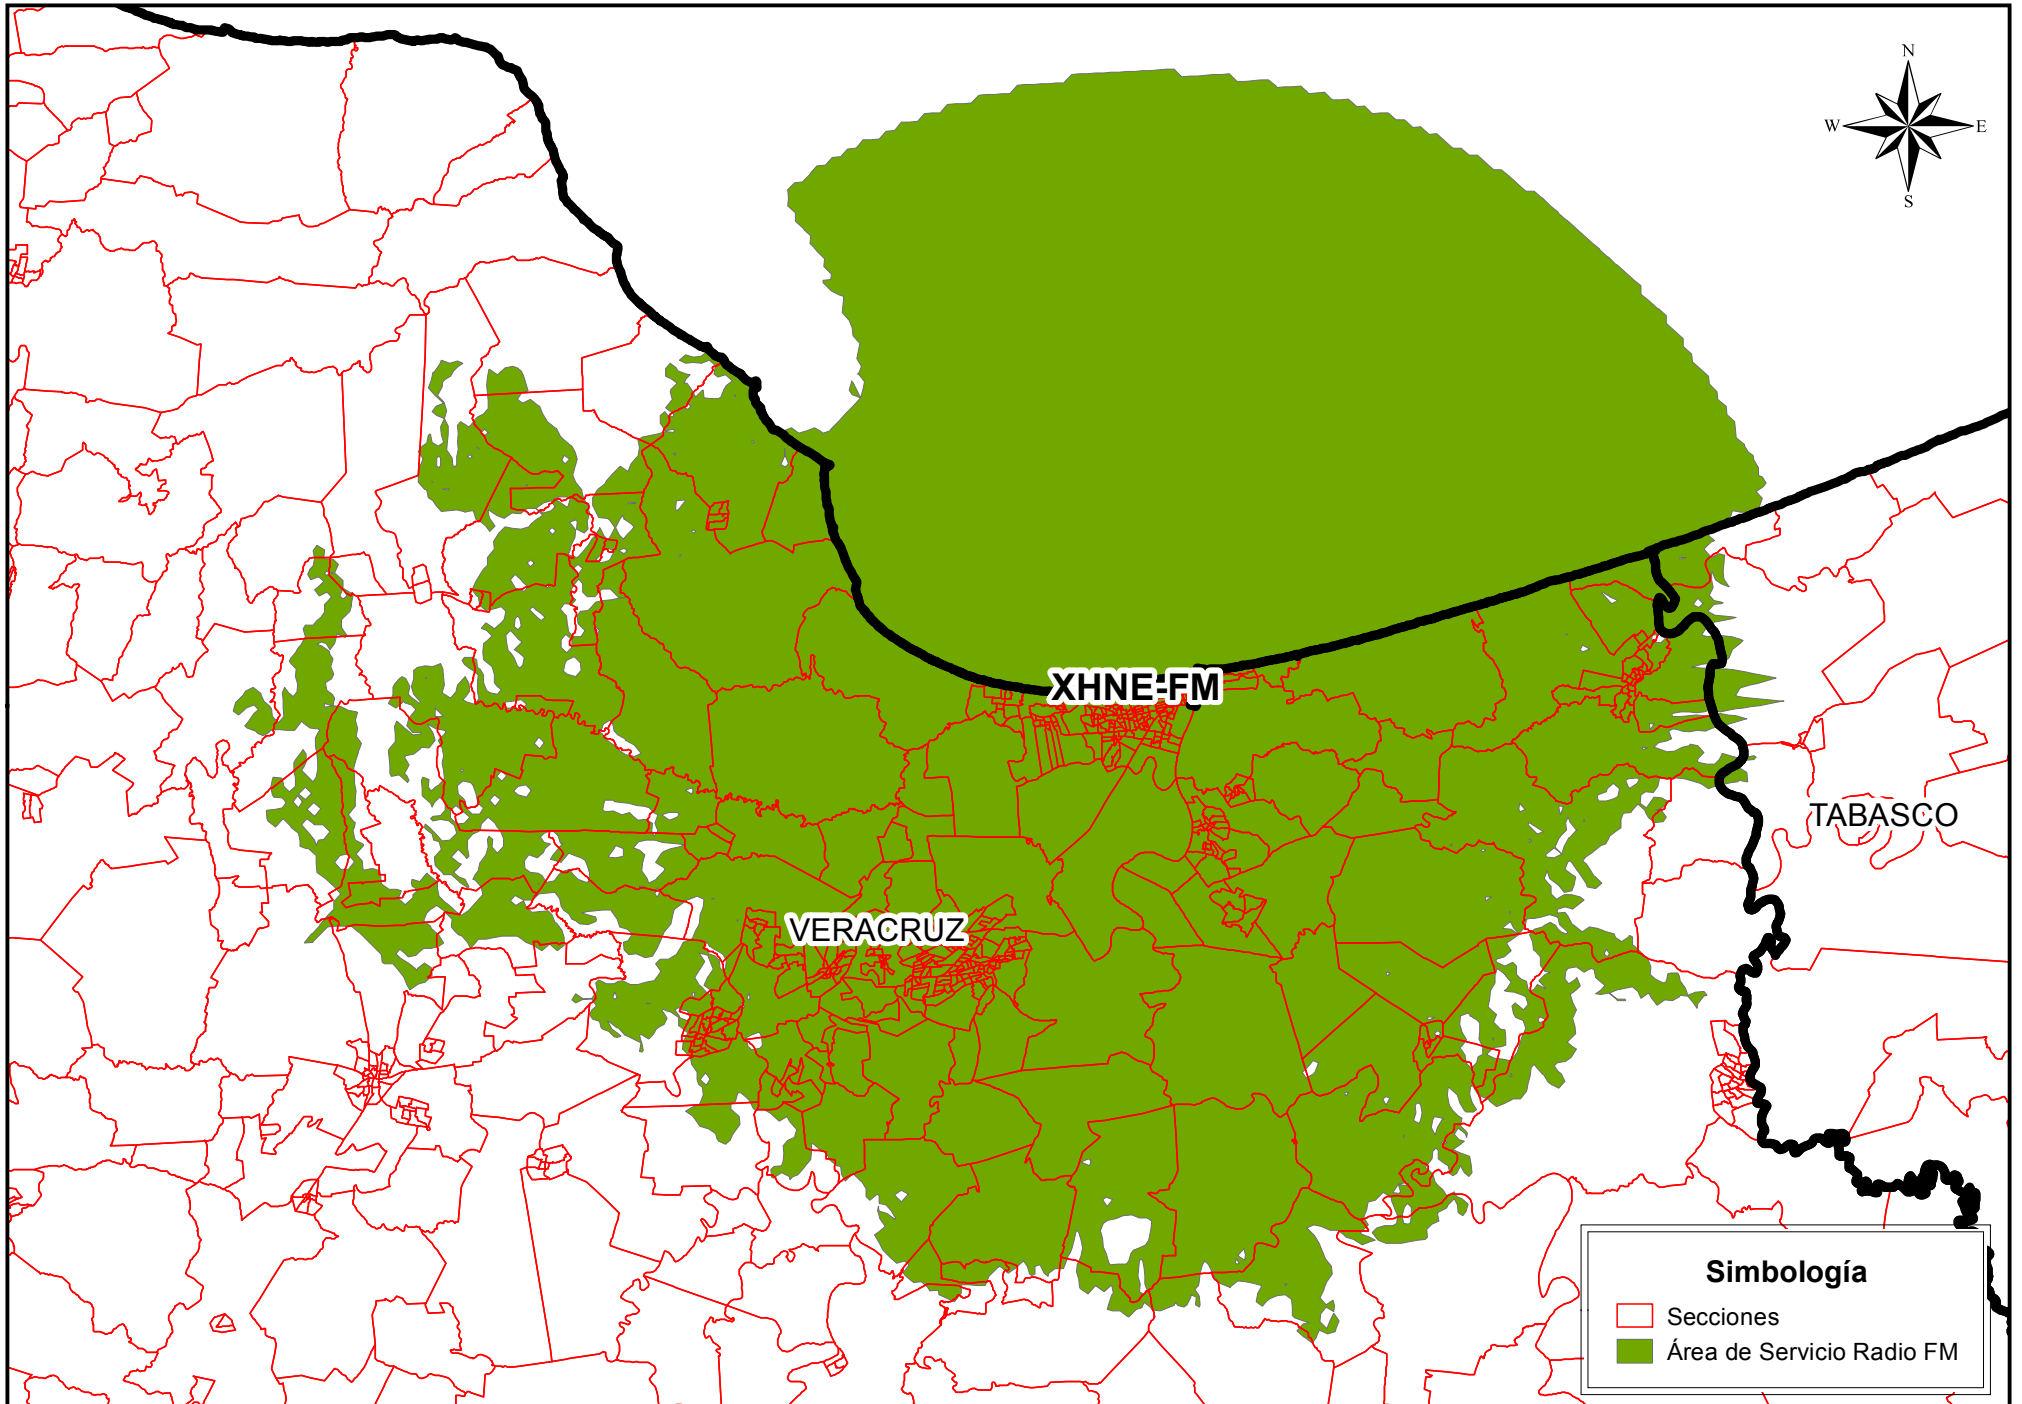 N
W E
S
XHNE-FM
TABASCO
VERACRUZ
Simbología
Secciones
Área de Servicio Radio FM